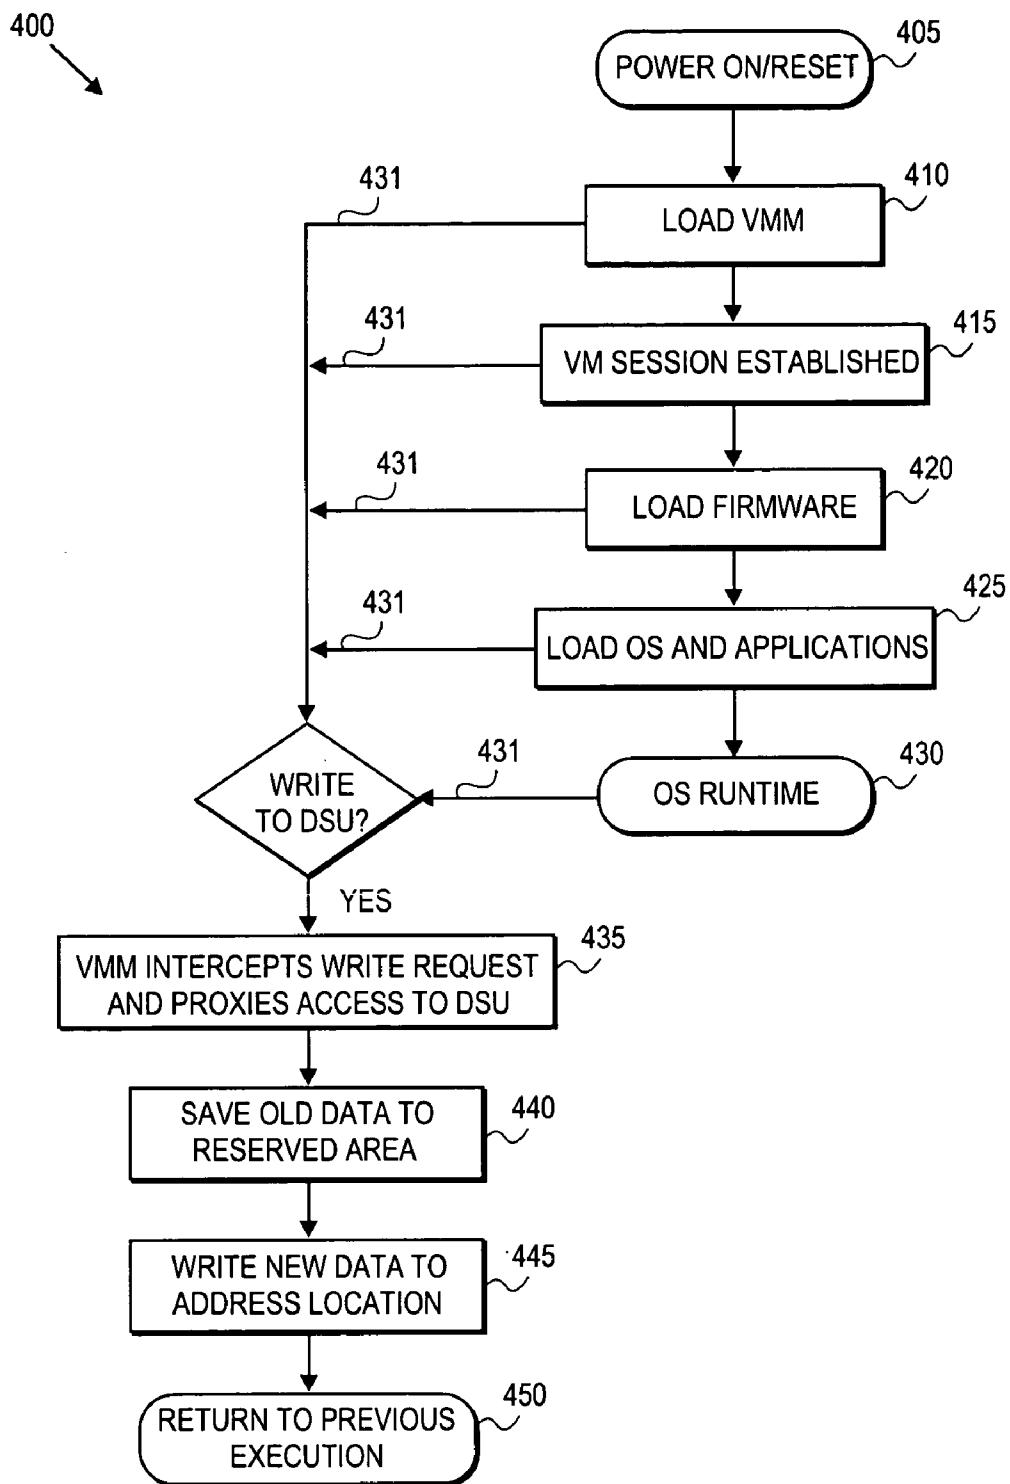 400
POWER ON/RESET
405
431
LOAD VMM
410
431
VM SESSION ESTABLISHED
415
431
LOAD FIRMWARE
420
431
LOAD OS AND APPLICATIONS
425
WRITE
TO DSU?
431
OS RUNTIME
430
YES
VMM INTERCEPTS WRITE REQUEST
AND PROXIES ACCESS TO DSU
435
SAVE OLD DATA TO
RESERVED AREA
440
WRITE NEW DATA TO
ADDRESS LOCATION
445
RETURN TO PREVIOUS
EXECUTION
450